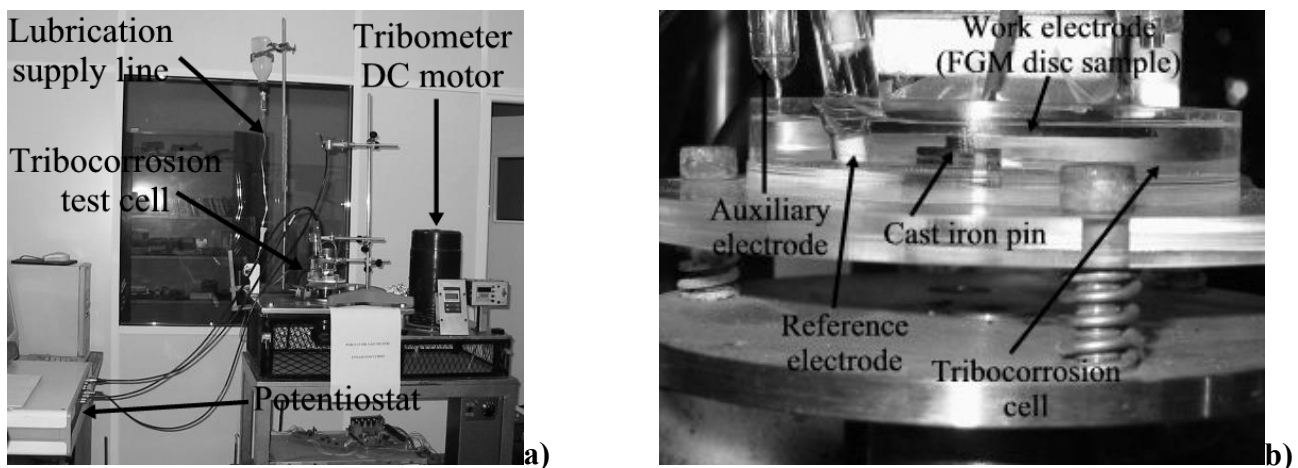 Lubrication
supply line
Tribometer
DC motor
Tribocorrosion
test cell
Potentiostat
a)
Work electrode
(FGM disc sample)
Auxiliary
electrode
Cast iron pin
Reference
electrode
Tribocorrosion
cell
b)